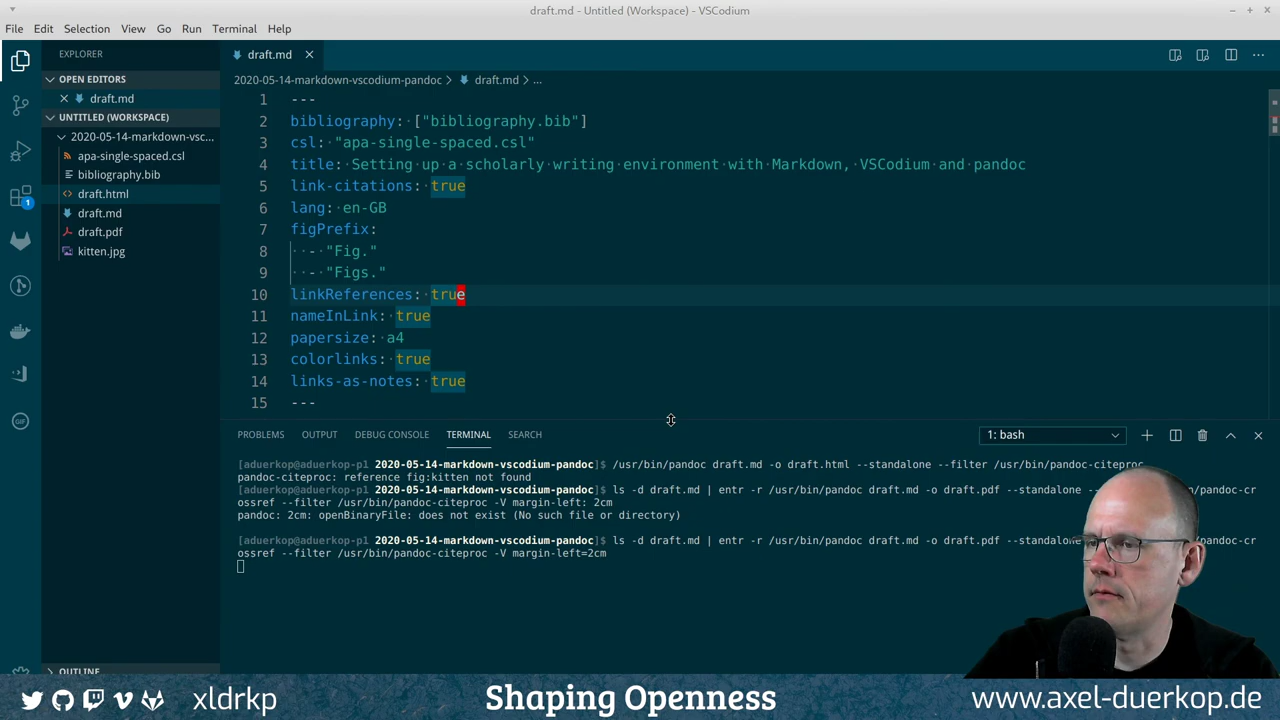 draft.md - Untitled (Workspace) - VSCodium
File Edit Selection View Go Run Terminal Help
EXPLORER
OPEN EDITORS
draft.md
UNTITLED (WORKSPACE)
2020-05-14-markdown-vsc...
apa-single-spaced.csl
bibliography.bib
draft.html
draft.md
draft.pdf
kitten.jpg
OUTLINE
1
draft.md
2020-05-14-markdown-vscodium-pandoc > draft.md > ...
1 ---
2 bibliography: ["bibliography.bib"]
3 csl: "apa-single-spaced.csl"
4 title: Setting up a scholarly writing environment with Markdown, VSCodium and pandoc
5 link-citations: true
6 lang: en-GB
7 figPrefix:
8 - "Fig."
9 - "Figs."
10 linkReferences: true
11 nameInLink: true
12 papersize: a4
13 colorlinks: true
14 links-as-notes: true
15 ---
PROBLEMS OUTPUT DEBUG CONSOLE TERMINAL SEARCH 1: bash
[aduerkop@aduerkop-p1 2020-05-14-markdown-vscodium-pandoc]$ /usr/bin/pandoc draft.md -o draft.html --standalone --filter /usr/bin/pandoc-citeproc
pandoc-citeproc: reference fig:kitten not found
[aduerkop@aduerkop-p1 2020-05-14-markdown-vscodium-pandoc]$ ls -d draft.md | entr -r /usr/bin/pandoc draft.md -o draft.pdf --standalone -- /pandoc-cr
ossref --filter /usr/bin/pandoc-citeproc -V margin-left: 2cm
pandoc: 2cm: openBinaryFile: does not exist (No such file or directory)
[aduerkop@aduerkop-p1 2020-05-14-markdown-vscodium-pandoc]$ ls -d draft.md | entr -r /usr/bin/pandoc draft.md -o draft.pdf --standalone /pandoc-cr
ossref --filter /usr/bin/pandoc-citeproc -V margin-left=2cm
xldrkp
Shaping Openness
www.axel-duerkop.de